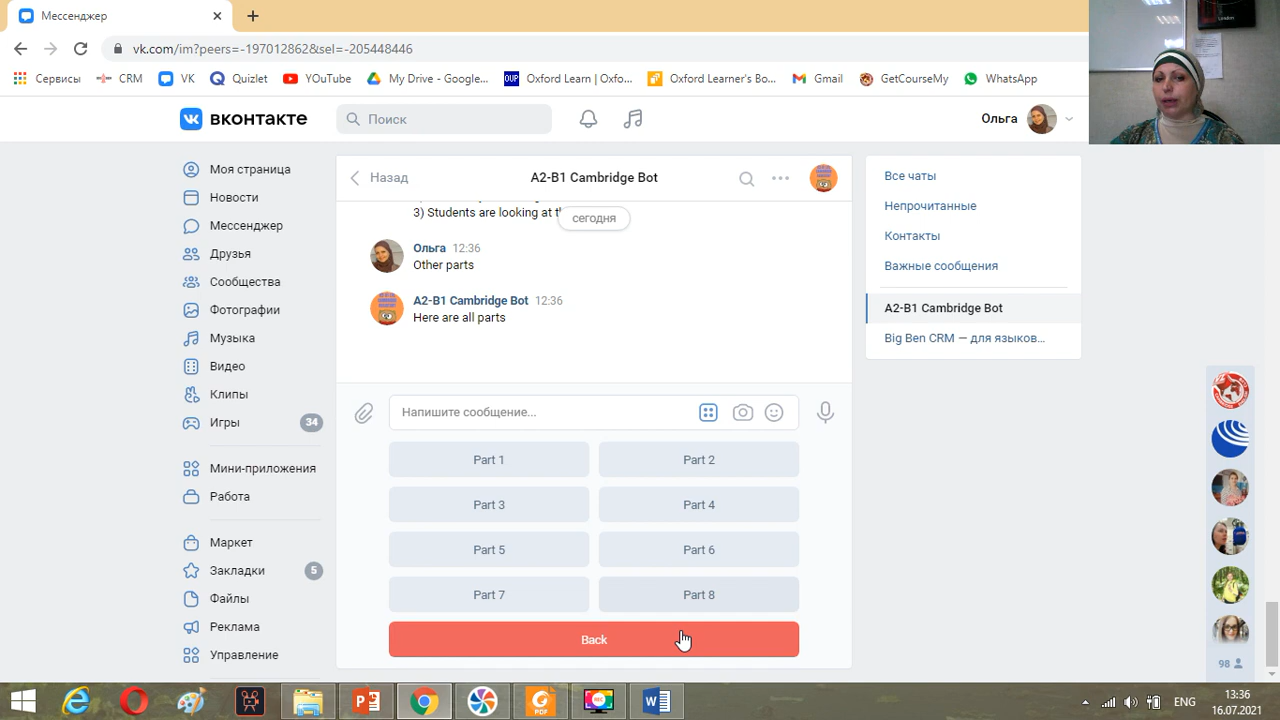 Мессенджер
vk.com/im?peers=-197012862&sel=-205448446
Сервисы CRM VK Quizlet YOUTube My Drive - Google... OUP Oxford Learn | Oxfo... Oxford Learner's Bo... Gmail GetCourseMy WhatsApp
вконтакте
Поиск
Ольга
Моя страница
Новости
Мессенджер
Друзья
Сообщества
Фотографии
Музыка
Видео
Клипы
Игры 34
Мини-приложения
Работа
Маркет
Закладки 5
Файлы
Реклама
Управление
Назад
A2-B1 Cambridge Bot
3) Students are looking at th
сегодня
Ольга 12:36
Other parts
A2-B1 Cambridge Bot 12:36
Here are all parts
Напишите сообщение...
Part 1 Part 2
Part 3 Part 4
Part 5 Part 6
Part 7 Part 8
Back
Все чаты
Непрочитанные
Контакты
Важные сообщения
A2-B1 Cambridge Bot
Big Ben CRM — для языков...
98
ENG
13:36
16.07.2021